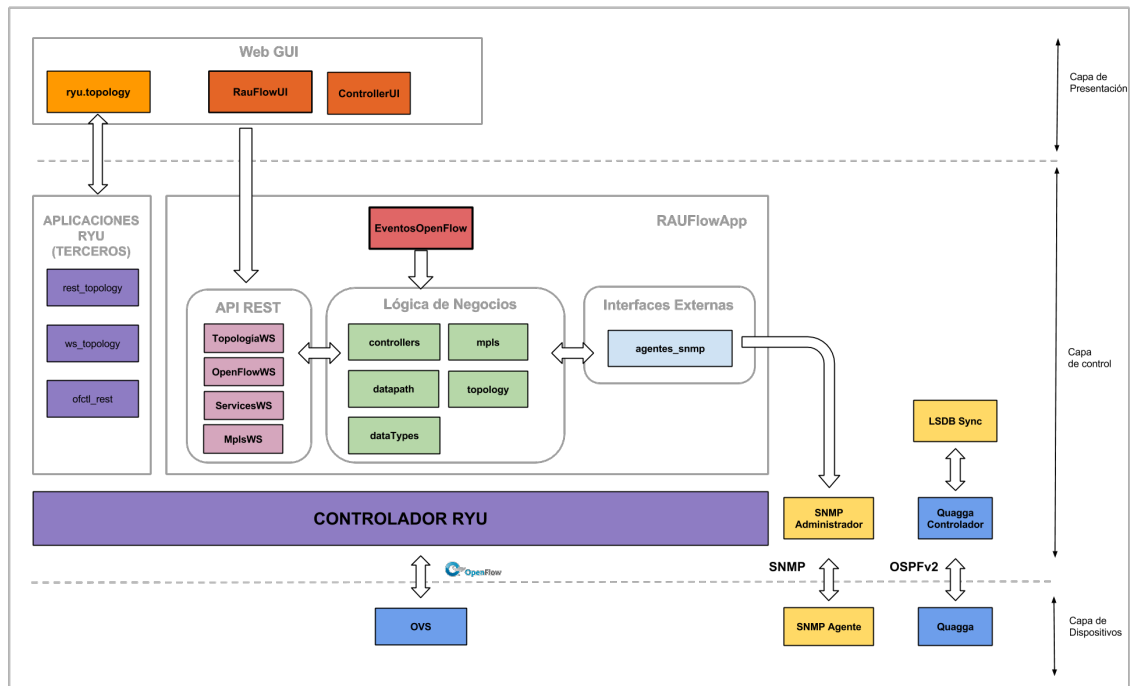 Web GUI
ryu.topology
RauFlowUI
ControllerUI
Capa de
Presentación
APLICACIONES
RYU
(TERCEROS)
rest_topology
ws_topology
ofctl_rest
RAUFlowApp
EventosOpenFlow
API REST
TopologiaWS
OpenFlowWS
ServicesWS
MplsWS
Lógica de Negocios
controllers
mpls
datapath
topology
dataTypes
Interfaces Externas
agentes_snmp
Capa
de control
LSDB Sync
CONTROLADOR RYU
SNMP
Administrador
Quagga
Controlador
OpenFlow
SNMP
OSPFv2
OVS
SNMP Agente
Quagga
Capa de
Dispositivos